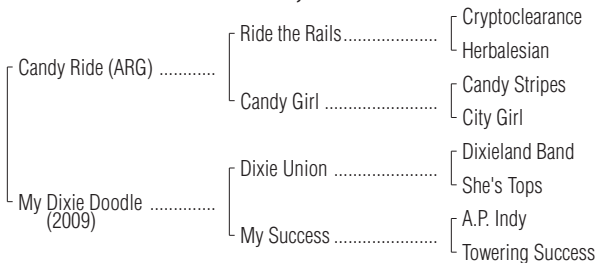 Cryptoclearance
Ride the Rails....................
Herbalesian
Candy Ride (ARG) ............
Candy Stripes
Candy Girl ........................
City Girl
Dixieland Band
Dixie Union ......................
She's Tops
My Dixie Doodle ..............
(2009)
A.P. Indy
My Success ......................
Towering Success